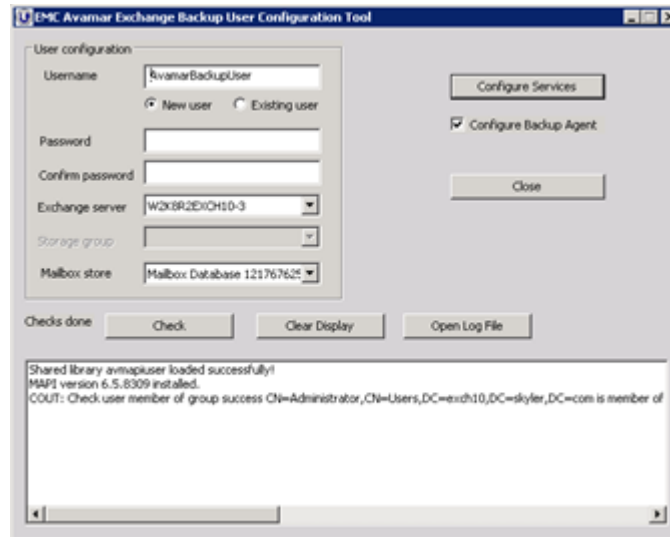 EMC Avamar Exchange Backup User Configuration Tool
User configuration
Username
AvamarBackupUser
New user
Existing user
Configure Services
Configure Backup Agent
Password
Confirm password
Close
Exchange server
W2K8R2EXCH10-3
Storage group
Mailbox store
Mailbox Database 121767625
Checks done
Check
Clear Display
Open Log File
Shared library avmapiuser loaded successfully!
MAPI version 6.5.8309 installed.
COUT: Check user member of group success CN=Administrator,CN=Users,DC=exch10,DC=skyler,DC=com is member of